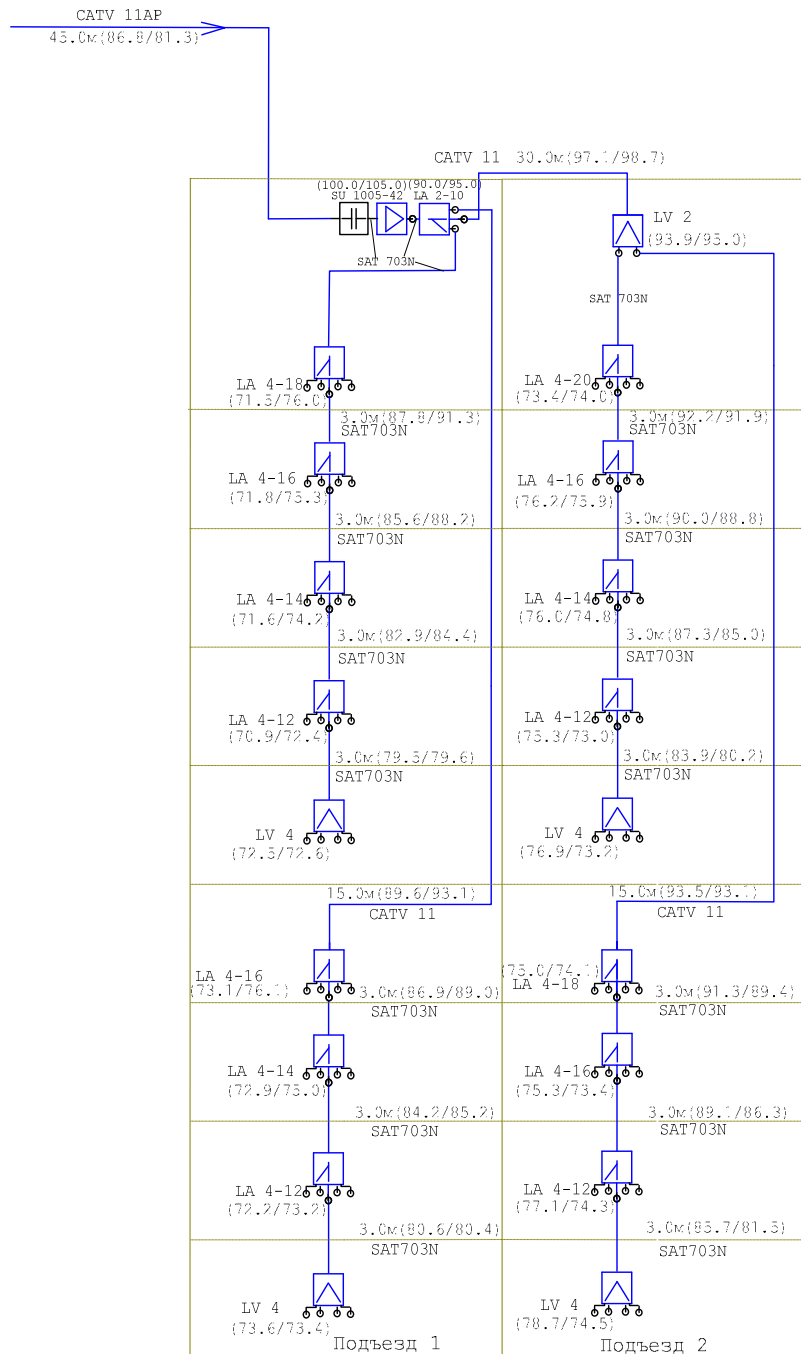 CATV 11AP
45.0м(86.8/81.3)
CATV 11 30.0м(97.1/98.7)
(100.0/105.0)(90.0/95.0)
SU 1005-42 LA 2-10
LV 2
(93.9/95.0)
SAT 703N
SAT 703N
LA 4-18
(71.5/76.0)
LA 4-20
(73.4/74.0)
3.0м(87.8/91.3)
SAT703N
3.0м(92.2/91.9)
SAT703N
LA 4-16
(71.8/75.3)
LA 4-16
(76.2/75.9)
3.0м(85.6/88.2)
SAT703N
3.0м(90.0/88.8)
SAT703N
LA 4-14
(71.6/74.2)
LA 4-14
(76.0/74.8)
3.0м(82.9/84.4)
SAT703N
3.0м(87.3/85.0)
SAT703N
LA 4-12
(70.9/72.4)
LA 4-12
(75.3/73.0)
3.0м(79.5/79.6)
SAT703N
3.0м(83.9/80.2)
SAT703N
LV 4
(72.5/72.6)
LV 4
(76.9/73.2)
15.0м(89.6/93.1)
CATV 11
15.0м(93.5/93.1)
CATV 11
LA 4-16
(73.1/76.1)
(75.0/74.1)
LA 4-18
3.0м(86.9/89.0)
SAT703N
3.0м(91.3/89.4)
SAT703N
LA 4-14
(72.9/75.0)
LA 4-16
(75.3/73.4)
3.0м(84.2/85.2)
SAT703N
3.0м(89.1/86.3)
SAT703N
LA 4-12
(72.2/73.2)
LA 4-12
(77.1/74.3)
3.0м(80.6/80.4)
SAT703N
3.0м(85.7/81.5)
SAT703N
LV 4
(73.6/73.4)
LV 4
(78.7/74.5)
Подъезд 1
Подъезд 2